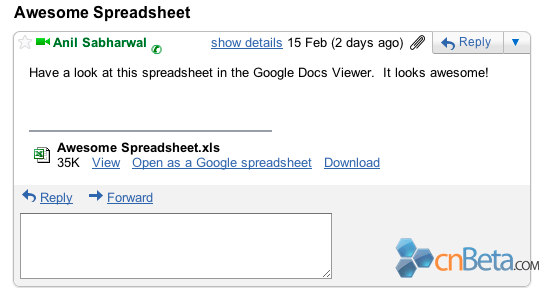 Awesome Spreadsheet
Anil Sabharwal show details 15 Feb (2 days ago) Reply
Have a look at this spreadsheet in the Google Docs Viewer. It looks awesome!
Awesome Spreadsheet.xls
35K View Open as a Google spreadsheet Download
Reply Forward
cnBeta.COM